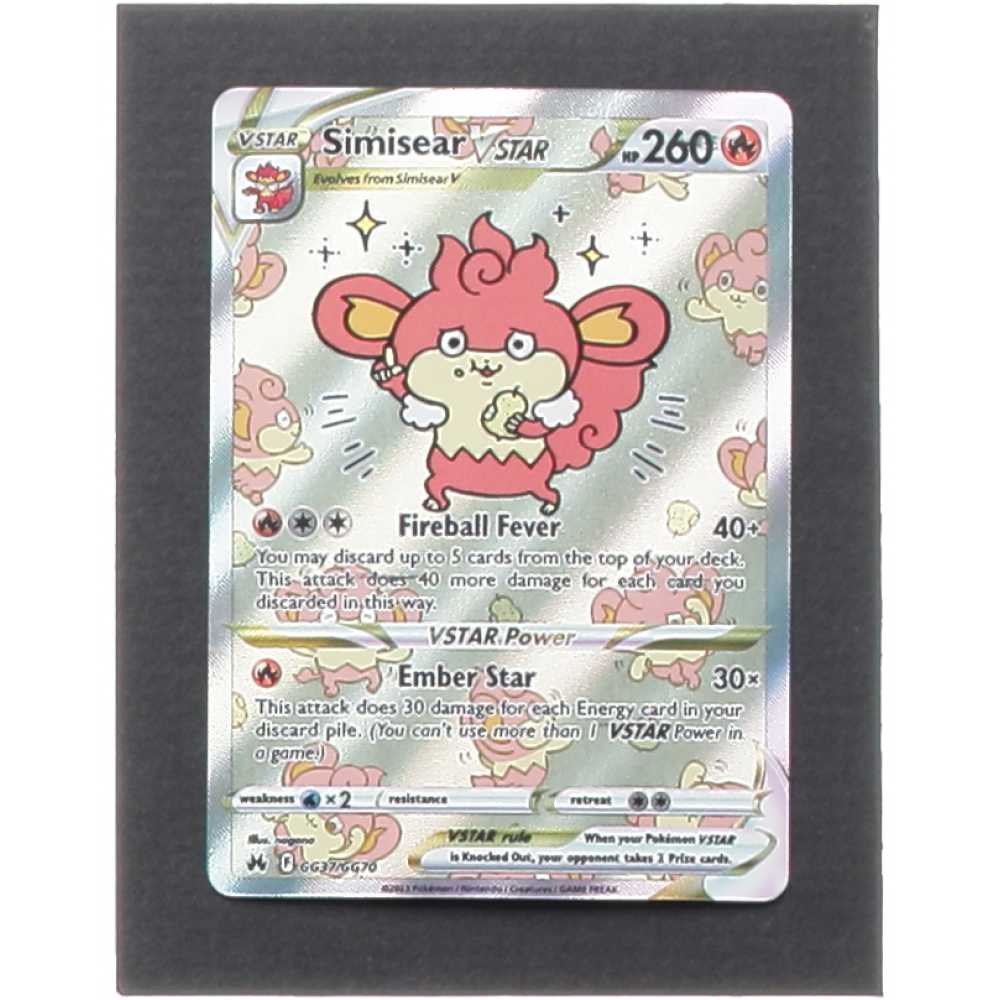 VSTAR Simisear VSTAR HP 260
Evolves from Simisear V
Fireball Fever 40+
You may discard up to 5 cards from the top of your deck.
This attack does 40 more damage for each card you
discarded in this way.
VSTAR Power
Ember Star 30×
This attack does 30 damage for each Energy card in your
discard pile. (You can't use more than 1 VSTAR Power in
a game.)
weakness ×2 resistance retreat
Illus. nagano
VSTAR rule When your Pokémon VSTAR
is Knocked Out, your opponent takes 2 Prize cards.
F GG37/GG70
©2023 Pokémon / Nintendo / Creatures / GAME FREAK